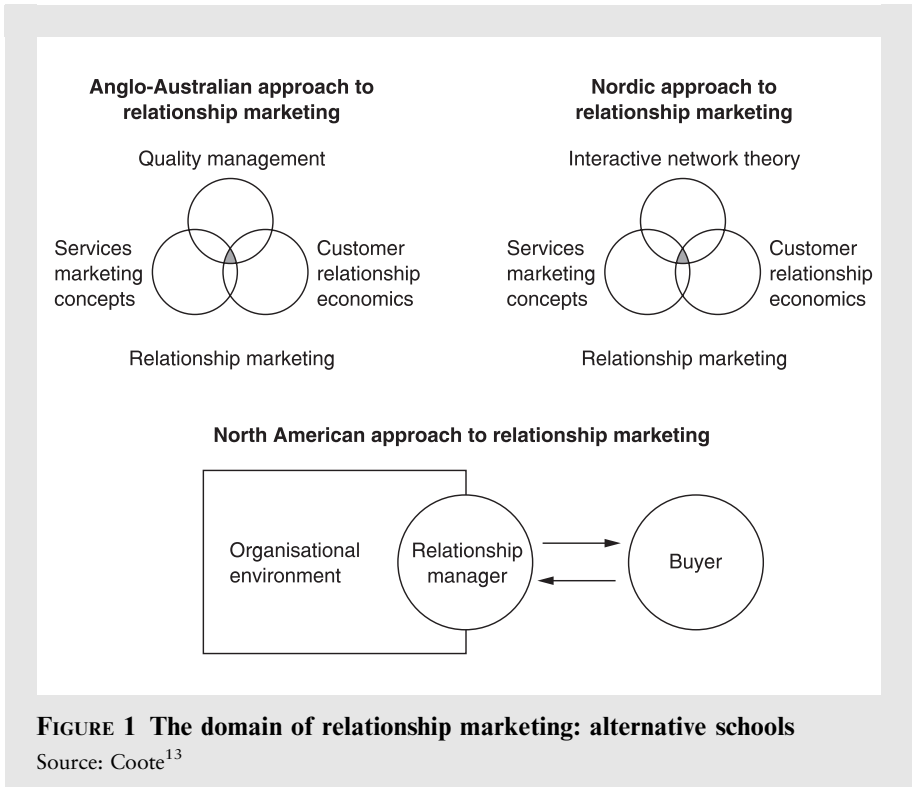 Anglo-Australian approach to
relationship marketing
Quality management
Services
marketing
concepts
Customer
relationship
economics
Relationship marketing
Nordic approach to
relationship marketing
Interactive network theory
Services
marketing
concepts
Customer
relationship
economics
Relationship marketing
North American approach to relationship marketing
Organisational
environment
Relationship
manager
Buyer
FIGURE 1 The domain of relationship marketing: alternative schools
Source: Coote13